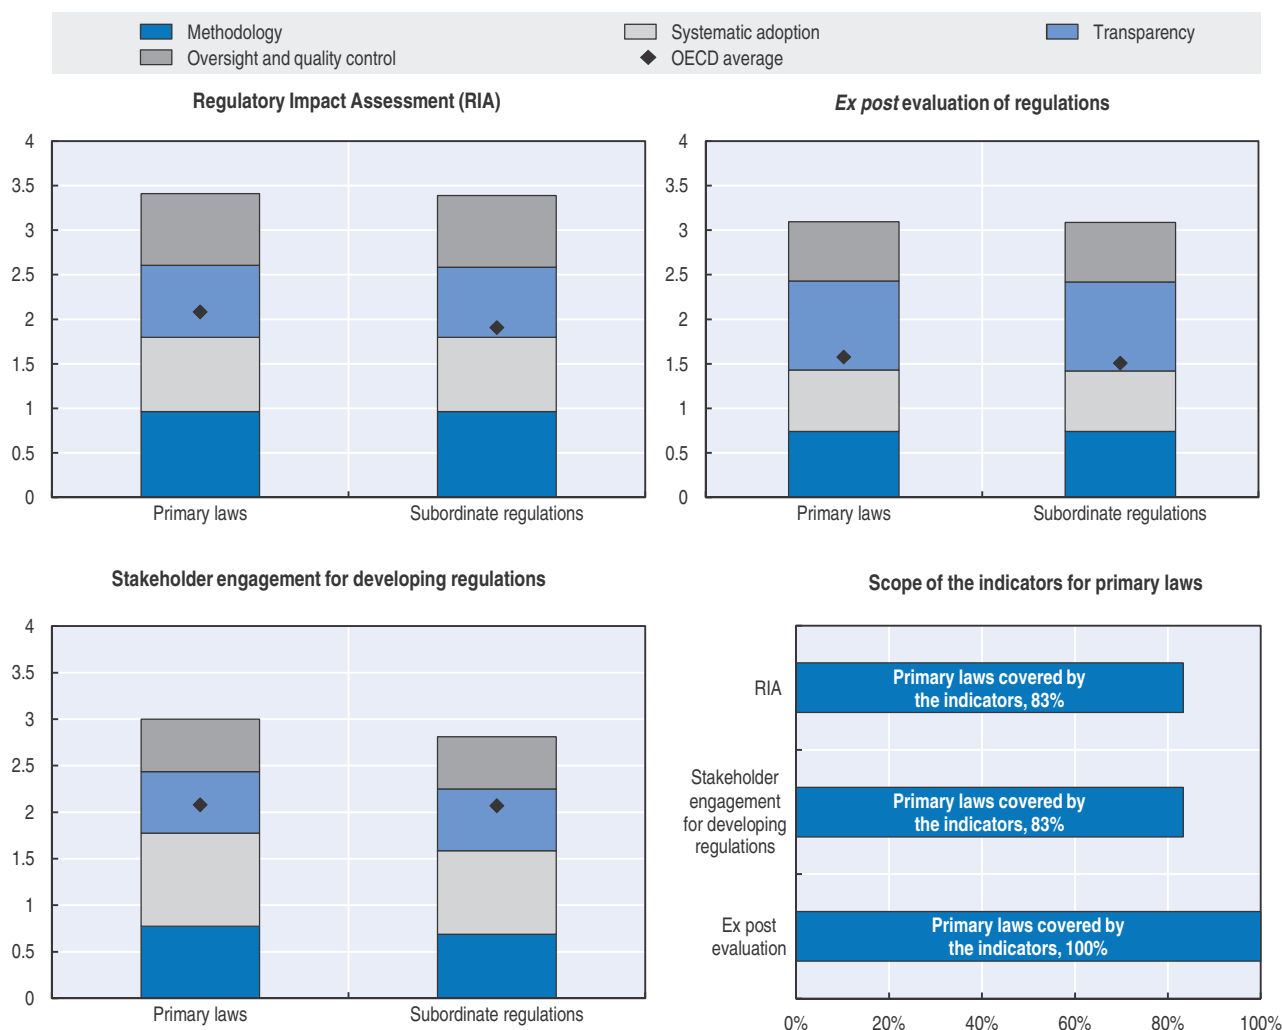 Methodology
Systematic adoption
Transparency
Oversight and quality control
OECD average
Regulatory Impact Assessment (RIA)
4
3.5
3
2.5
2
1.5
1
0.5
0
Primary laws
Subordinate regulations
Ex post evaluation of regulations
4
3.5
3
2.5
2
1.5
1
0.5
0
Primary laws
Subordinate regulations
Stakeholder engagement for developing regulations
4
3.5
3
2.5
2
1.5
1
0.5
0
Primary laws
Subordinate regulations
Scope of the indicators for primary laws
RIA
Primary laws covered by
the indicators, 83%
Stakeholder
engagement
for developing
regulations
Primary laws covered by
the indicators, 83%
Ex post
evaluation
Primary laws covered by
the indicators, 100%
0%
20%
40%
60%
80%
100%